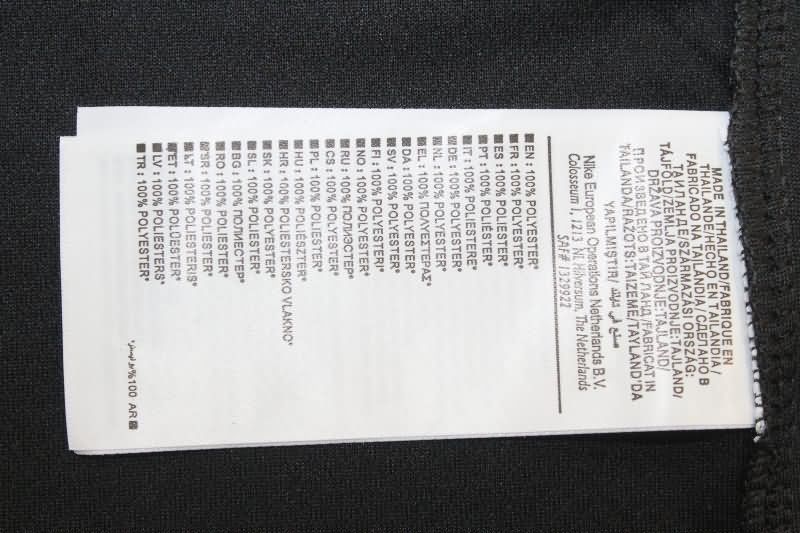 MADE IN THAILAND/FABRIQUE EN
THAILANDE/HECHO EN TAILANDIA/
FABRICADO NA TAILANDIA/СДЕЛАНО В
ТАИЛАНДЕ/SZÁRMAZÁSI ORSZÁG:
TÁJFÖLD/ZEMLJA PROIZVODNJE:TAJLAND/
DRŽAVA PROIZVODNJE:TAJLAND/
ПРОИЗВЕДЕНО В ТАЙЛАНД/FABRICAT IN
TAILANDA/RAŽOTS:TAIZEME/TAYLAND'DA
YAPILMIŞTIR/ صنع في
Nike European Operations Netherlands B.V.
Colosseum 1, 1213 NL Hilversum, The Netherlands
SAF# 1329922
EN: 100% POLYESTER*
FR: 100% POLYESTER*
ES: 100% POLIÉSTER*
PT: 100% POLIÉSTER*
IT: 100% POLIESTERE*
DE: 100% POLYESTER*
NL: 100% POLYESTER*
EL: 100% ΠΟΛΥΕΣΤΕΡΑΣ*
DA: 100% POLYESTER*
SV: 100% POLYESTER*
FI: 100% POLYESTERI*
NO: 100% POLYESTER*
RU: 100% ПОЛИЭСТЕР*
CS: 100% POLYESTER*
PL: 100% POLIESTER*
HU: 100% POLIÉSZTER*
HR: 100% POLIESTERSKO VLAKNO*
SK: 100% POLYESTER*
SL: 100% POLIESTER*
BG: 100% ПОЛИЕСТЕР*
RO: 100% POLIESTER*
SR: 100% POLIESTER*
LT: 100% POLIESTERIS*
ET: 100% POLÜESTER*
LV: 100% POLIESTERS*
TR: 100% POLYESTER*
AR 100% بوليستر*